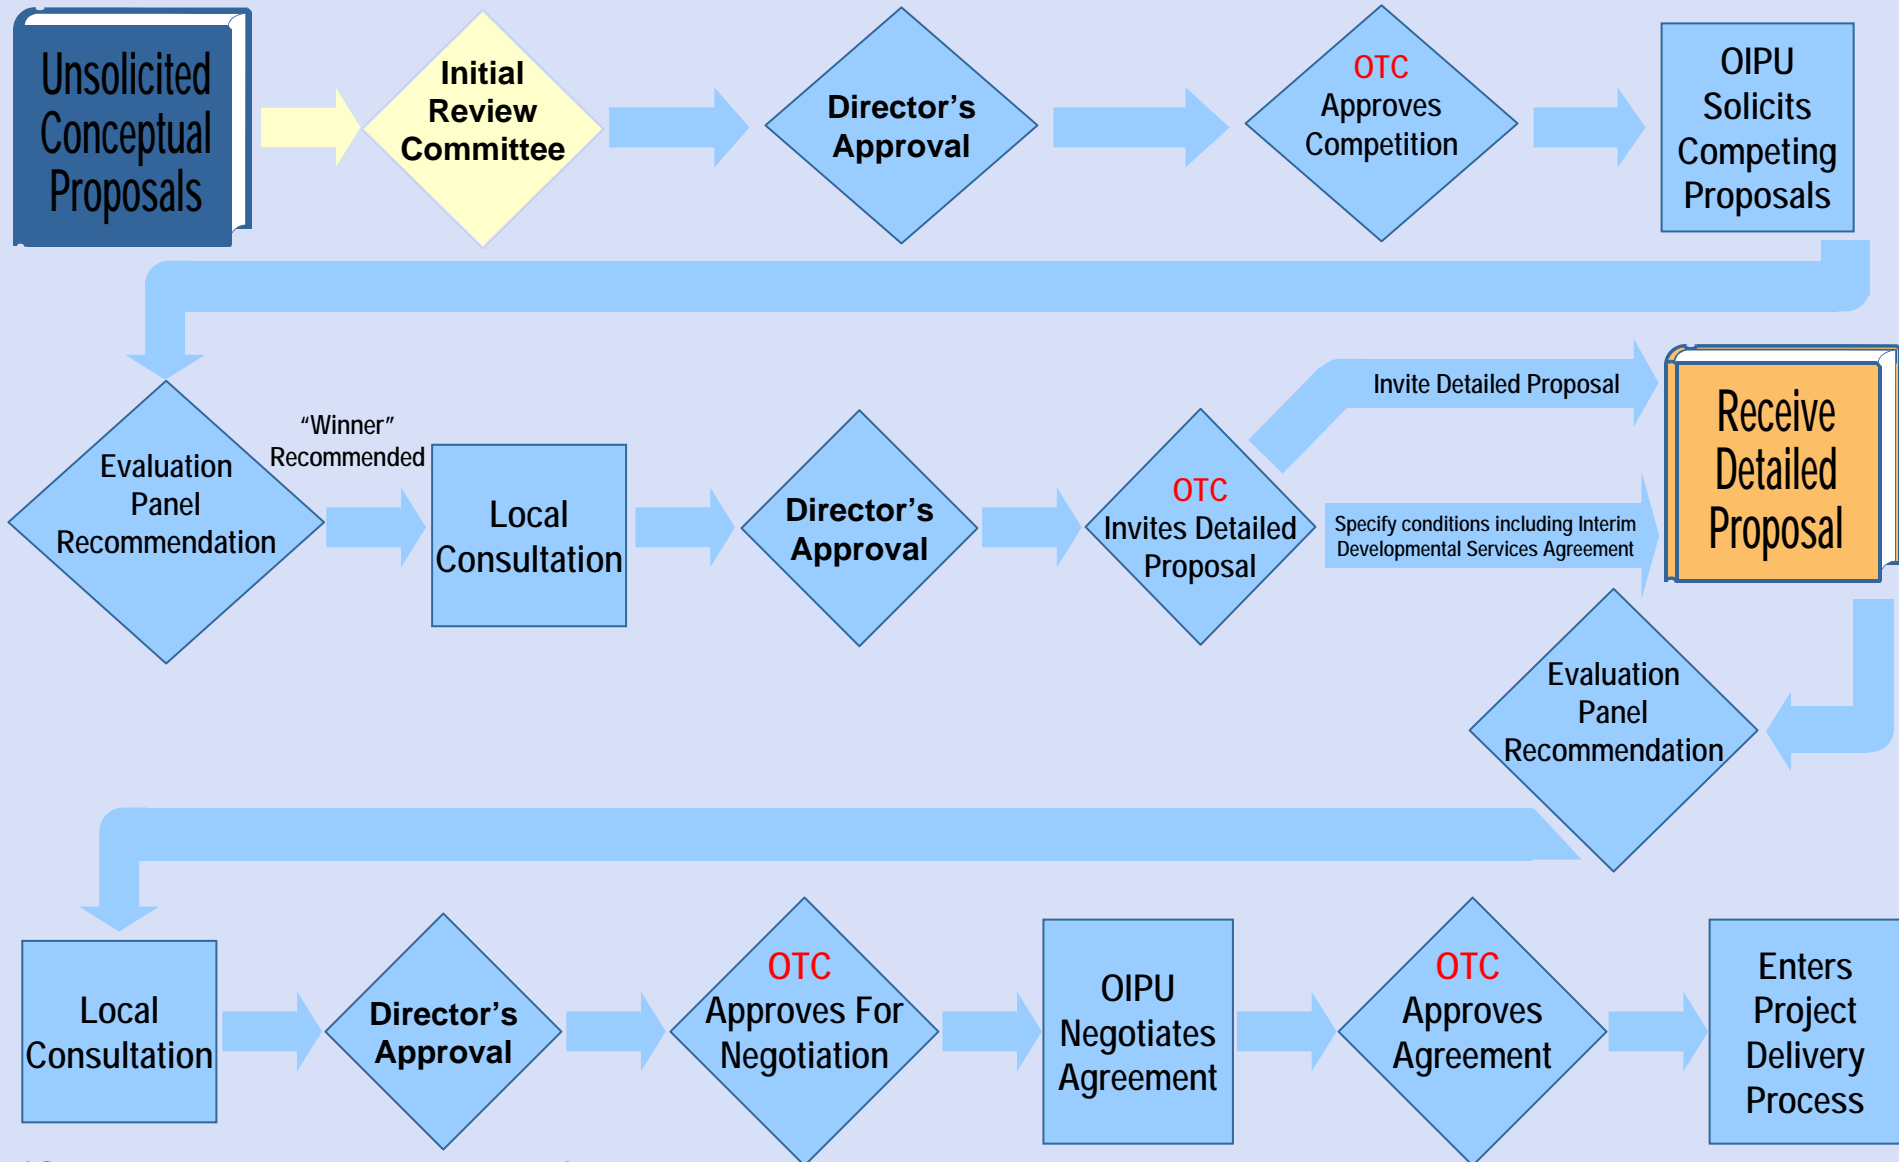 Unsolicited
Conceptual
Proposals
Initial
Review
Committee
Director’s
Approval
OTC
Approves
Competition
OIPU
Solicits
Competing
Proposals
Evaluation
Panel
Recommendation
“Winner”
Recommended
Local
Consultation
Director’s
Approval
OTC
Invites Detailed
Proposal
Invite Detailed Proposal
Specify conditions including Interim
Developmental Services Agreement
Receive
Detailed
Proposal
Evaluation
Panel
Recommendation
Local
Consultation
Director’s
Approval
OTC
Approves For
Negotiation
OIPU
Negotiates
Agreement
OTC
Approves
Agreement
Enters
Project
Delivery
Process